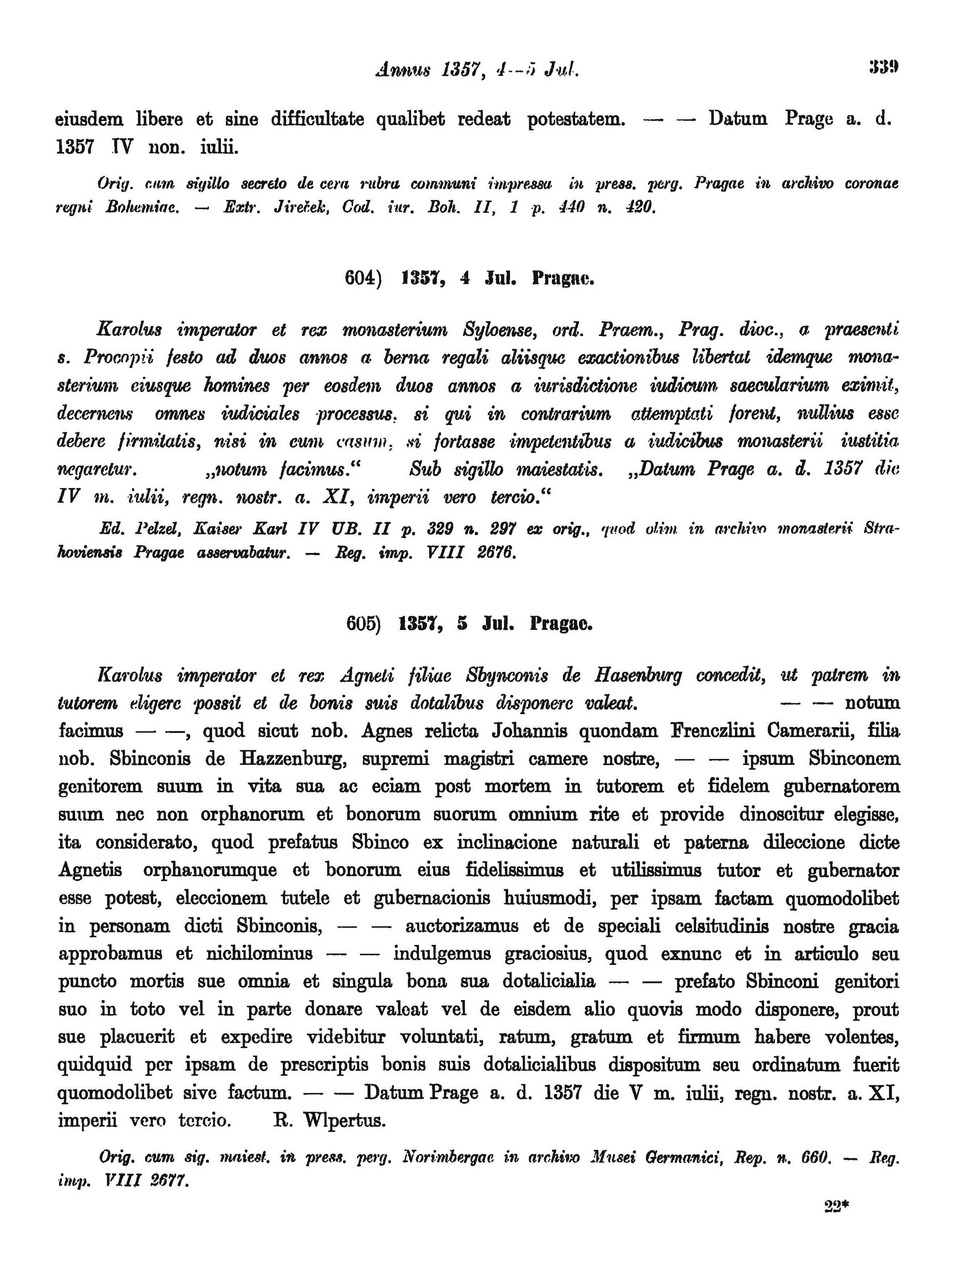 Annus 1357, 4–5 Jul. 339
eiusdem libere et sine difficultate qualibet redeat potestatem. — — Datum Prage a. d.
1357 IV non. iulii.
Orig. cum sigillo secreto de cera rubra communi impressa in press. perg. Pragae in archivo coronae
regni Bohemiae. — Extr. Jireček, Cod. iur. Boh. II, 1 p. 440 n. 420.
604) 1357, 4 Jul. Pragae.
Karolus imperator et rex monasterium Syloense, ord. Praem., Prag. dioc., a praesenti
s. Procopii festo ad duos annos a berna regali aliisque exactionibus libertat idemque mona-
sterium eiusque homines per eosdem duos annos a iurisdictione iudicum saecularium eximit,
decernens omnes iudiciales processus, si qui in contrarium attemptati forent, nullius esse
debere firmitatis, nisi in eum casum, si fortasse impetentibus a iudicibus monasterii iustitia
negaretur. „notum facimus.“ Sub sigillo maiestatis. „Datum Prage a. d. 1357 die
IV m. iulii, regn. nostr. a. XI, imperii vero tercio.“
Ed. Pelzel, Kaiser Karl IV UB. II p. 329 n. 297 ex orig., quod olim in archivo monasterii Stra-
hoviensis Pragae asservabatur. — Reg. imp. VIII 2676.
605) 1357, 5 Jul. Pragae.
Karolus imperator et rex Agneti filiae Sbynconis de Hasenburg concedit, ut patrem in
tutorem eligere possit et de bonis suis dotalibus disponere valeat. — — notum
facimus — —, quod sicut nob. Agnes relicta Johannis quondam Frenczlini Camerarii, filia
nob. Sbinconis de Hazzenburg, supremi magistri camere nostre, — — ipsum Sbinconem
genitorem suum in vita sua ac eciam post mortem in tutorem et fidelem gubernatorem
suum nec non orphanorum et bonorum suorum omnium rite et provide dinoscitur elegisse,
ita considerato, quod prefatus Sbinco ex inclinacione naturali et paterna dileccione dicte
Agnetis orphanorumque et bonorum eius fidelissimus et utilissimus tutor et gubernator
esse potest, eleccionem tutele et gubernacionis huiusmodi, per ipsam factam quomodolibet
in personam dicti Sbinconis, — — auctorizamus et de speciali celsitudinis nostre gracia
approbamus et nichilominus — — indulgemus graciosius, quod exnunc et in articulo seu
puncto mortis sue omnia et singula bona sua dotalicialia — — prefato Sbinconi genitori
suo in toto vel in parte donare valeat vel de eisdem alio quovis modo disponere, prout
sue placuerit et expedire videbitur voluntati, ratum, gratum et firmum habere volentes,
quidquid per ipsam de prescriptis bonis suis dotalicialibus dispositum seu ordinatum fuerit
quomodolibet sive factum. — — Datum Prage a. d. 1357 die V m. iulii, regn. nostr. a. XI,
imperii vero tercio. R. Wlpertus.
Orig. cum sig. maiest. in press. perg. Norimbergae in archivo Musei Germanici, Rep. n. 660. — Reg.
imp. VIII 2677.
22*